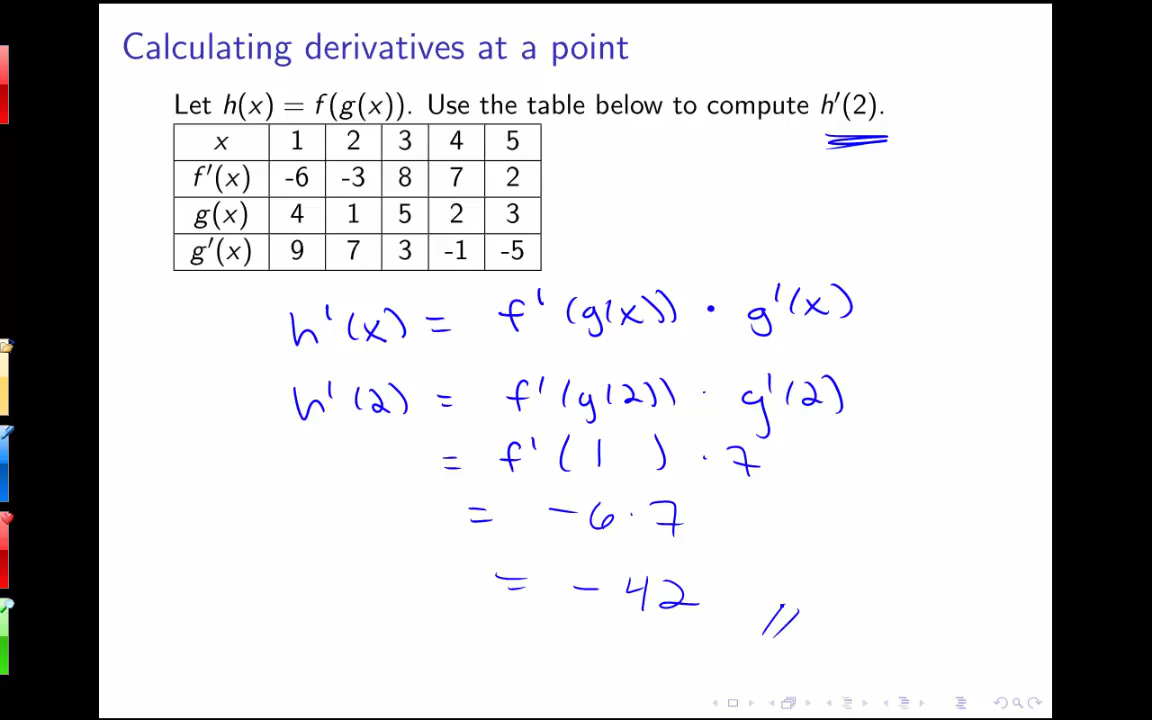 Calculating derivatives at a point
Let h(x) = f(g(x)). Use the table below to compute h′(2).
x 1 2 3 4 5
f′(x) -6 -3 8 7 2
g(x) 4 1 5 2 3
g′(x) 9 7 3 -1 -5
h'(x) = f'(g(x)) · g'(x)
h'(2) = f'(g(2)) · g'(2)
= f'( 1 ) · 7
= -6 · 7
= -42 //